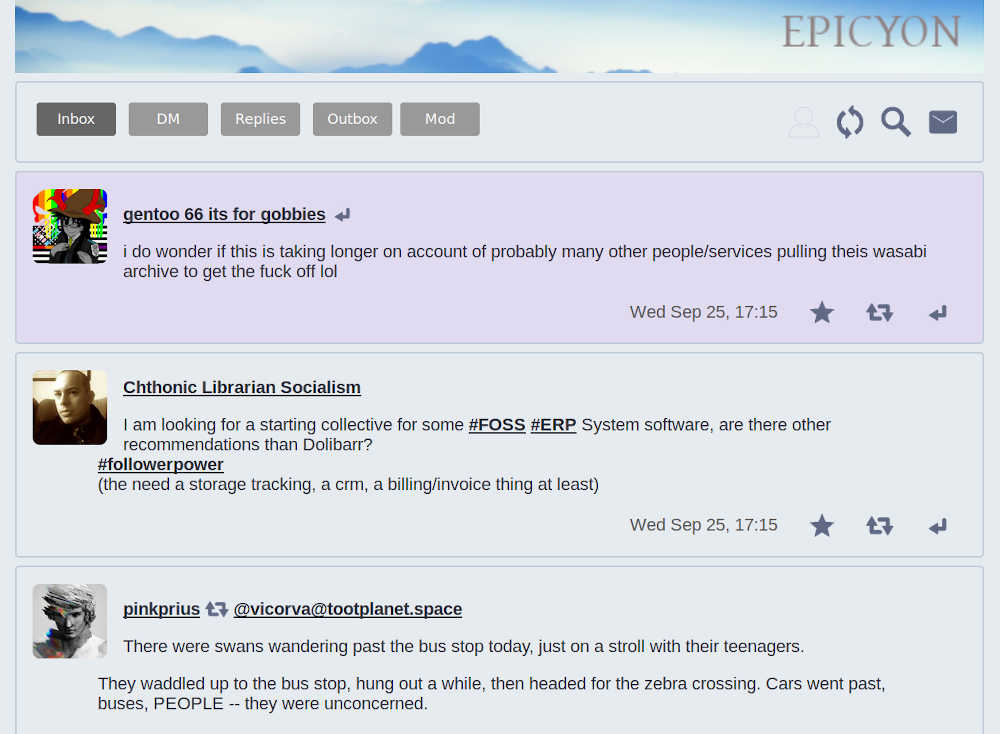 EPICYON
Inbox DM Replies Outbox Mod
gentoo 66 its for gobbies
i do wonder if this is taking longer on account of probably many other people/services pulling theis wasabi
archive to get the fuck off lol
Wed Sep 25, 17:15
Chthonic Librarian Socialism
I am looking for a starting collective for some #FOSS #ERP System software, are there other
recommendations than Dolibarr?
#followerpower
(the need a storage tracking, a crm, a billing/invoice thing at least)
Wed Sep 25, 17:15
pinkprius @vicorva@tootplanet.space
There were swans wandering past the bus stop today, just on a stroll with their teenagers.
They waddled up to the bus stop, hung out a while, then headed for the zebra crossing. Cars went past,
buses, PEOPLE -- they were unconcerned.